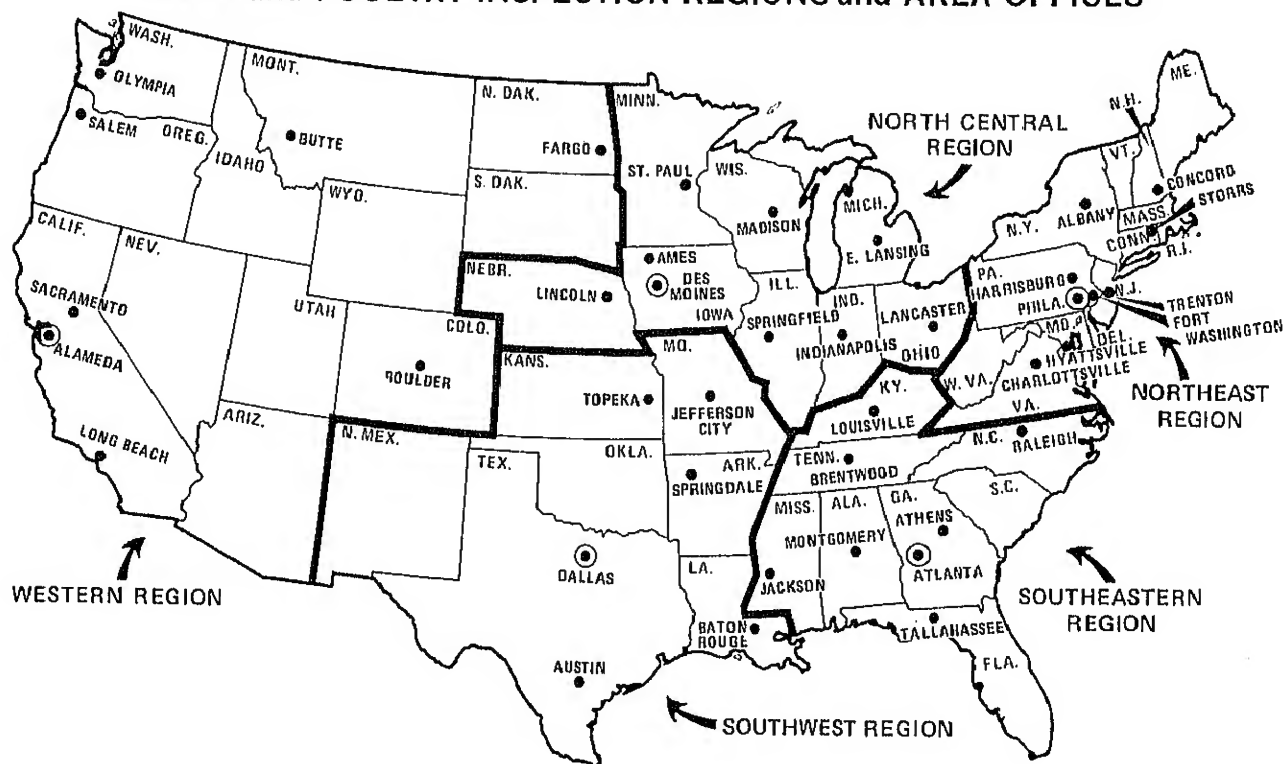 POULTRY INSPECTION REGIONS and AREA OFFICES
WASH.
OLYMPIA
SALEM
OREG.
IDAHO
MONT.
BUTTE
WYO.
N. DAK.
FARGO
S. DAK.
MINN.
ST. PAUL
WIS.
MADISON
NORTH CENTRAL
REGION
MICH.
E. LANSING
ME.
N.H.
VT.
CONCORD
STORRS
N.Y.
ALBANY
MASS.
CONN.
R.I.
CALIF.
NEV.
SACRAMENTO
ALAMEDA
LONG BEACH
UTAH
COLO.
BOULDER
NEBR.
LINCOLN
AMES
DES
MOINES
IOWA
ILL.
SPRINGFIELD
IND.
INDIANAPOLIS
LANCASTER
OHIO
PA.
HARRISBURG
PHILA.
N.J.
TRENTON
FORT
WASHINGTON
MD.
DEL.
HYATTSVILLE
CHARLOTTSVILLE
W. VA.
VA.
NORTHEAST
REGION
KANS.
TOPEKA
MO.
JEFFERSON
CITY
KY.
LOUISVILLE
ARIZ.
N. MEX.
TEX.
OKLA.
ARK.
SPRINGDALE
TENN.
BRENTWOOD
N.C.
RALEIGH
S.C.
MISS.
ALA.
GA.
ATHENS
MONTGOMERY
ATLANTA
JACKSON
DALLAS
LA.
BATON
ROUGE
AUSTIN
TALLAHASSEE
FLA.
WESTERN REGION
SOUTHEASTERN
REGION
SOUTHWEST REGION